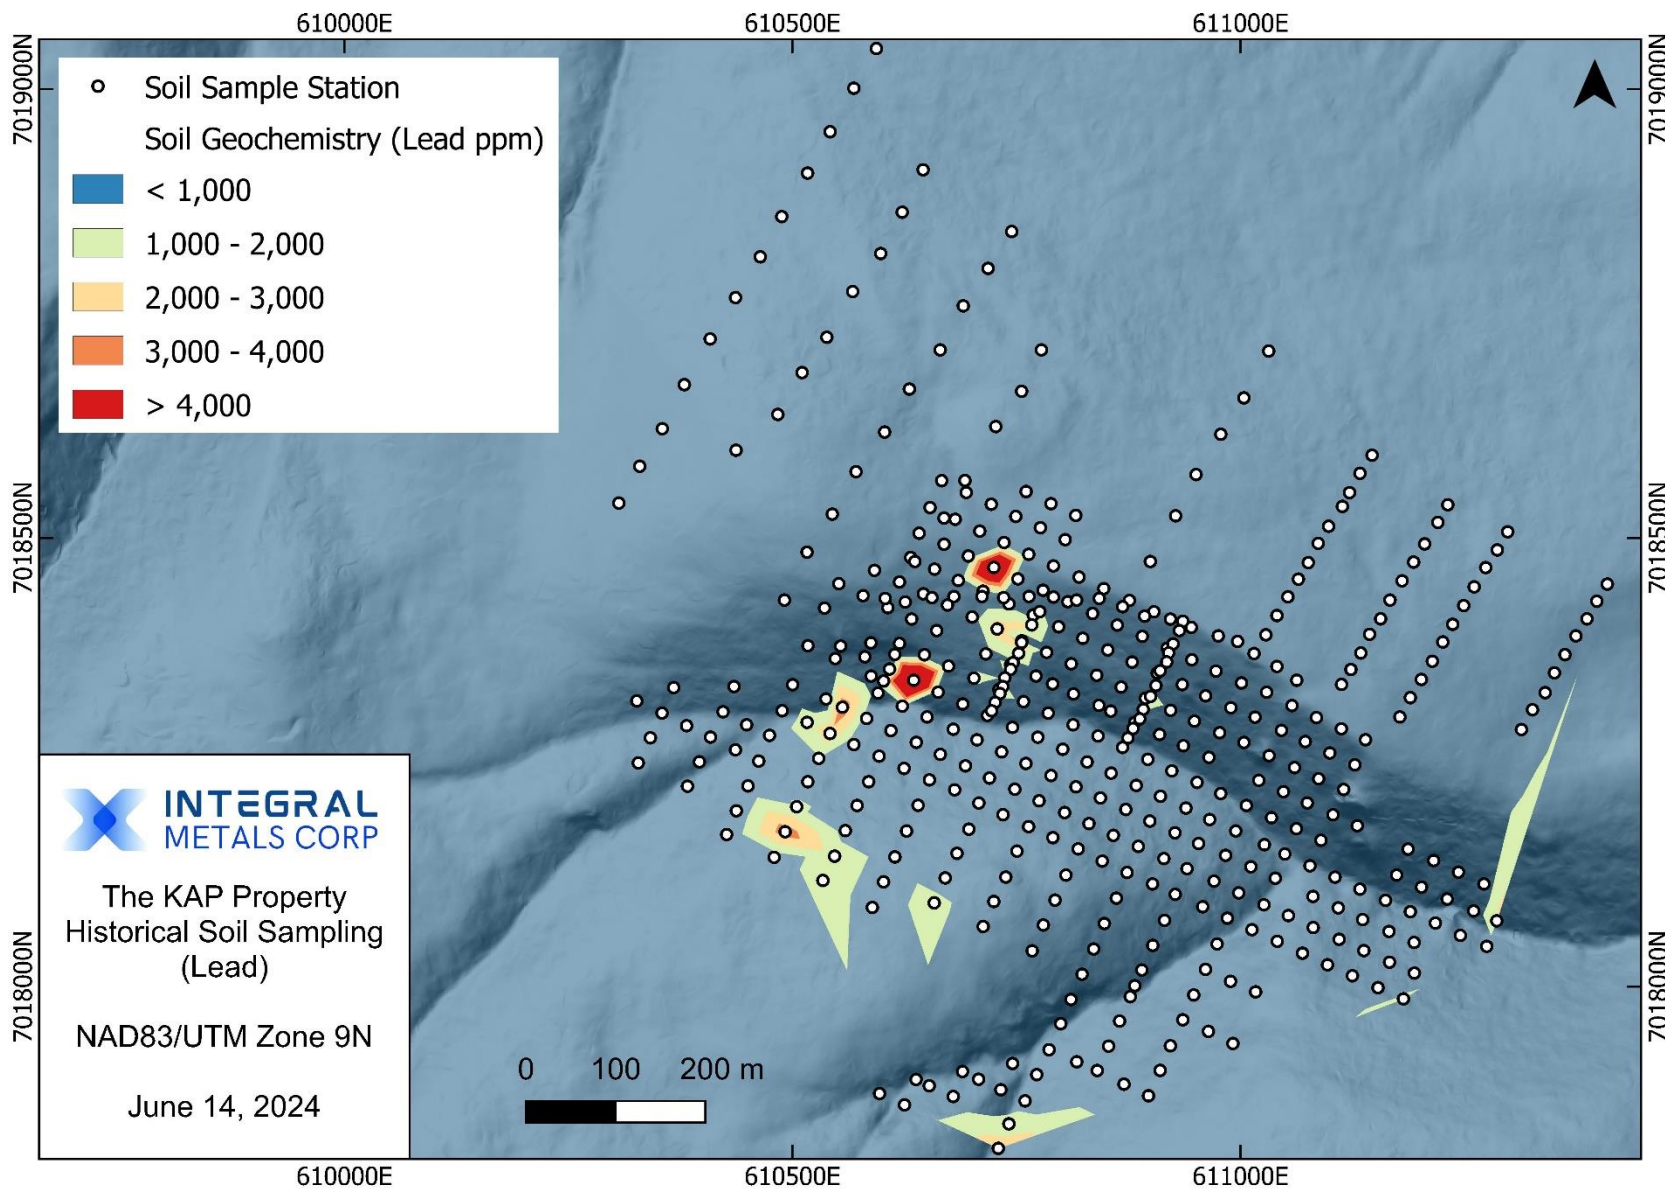 610000E 610500E 611000E
7019000N
7018500N
7018000N
Soil Sample Station
Soil Geochemistry (Lead ppm)
< 1,000
1,000 - 2,000
2,000 - 3,000
3,000 - 4,000
> 4,000
7019000N
7018500N
7018000N
INTEGRAL
METALS CORP
The KAP Property
Historical Soil Sampling
(Lead)
NAD83/UTM Zone 9N
June 14, 2024
0 100 200 m
610000E 610500E 611000E